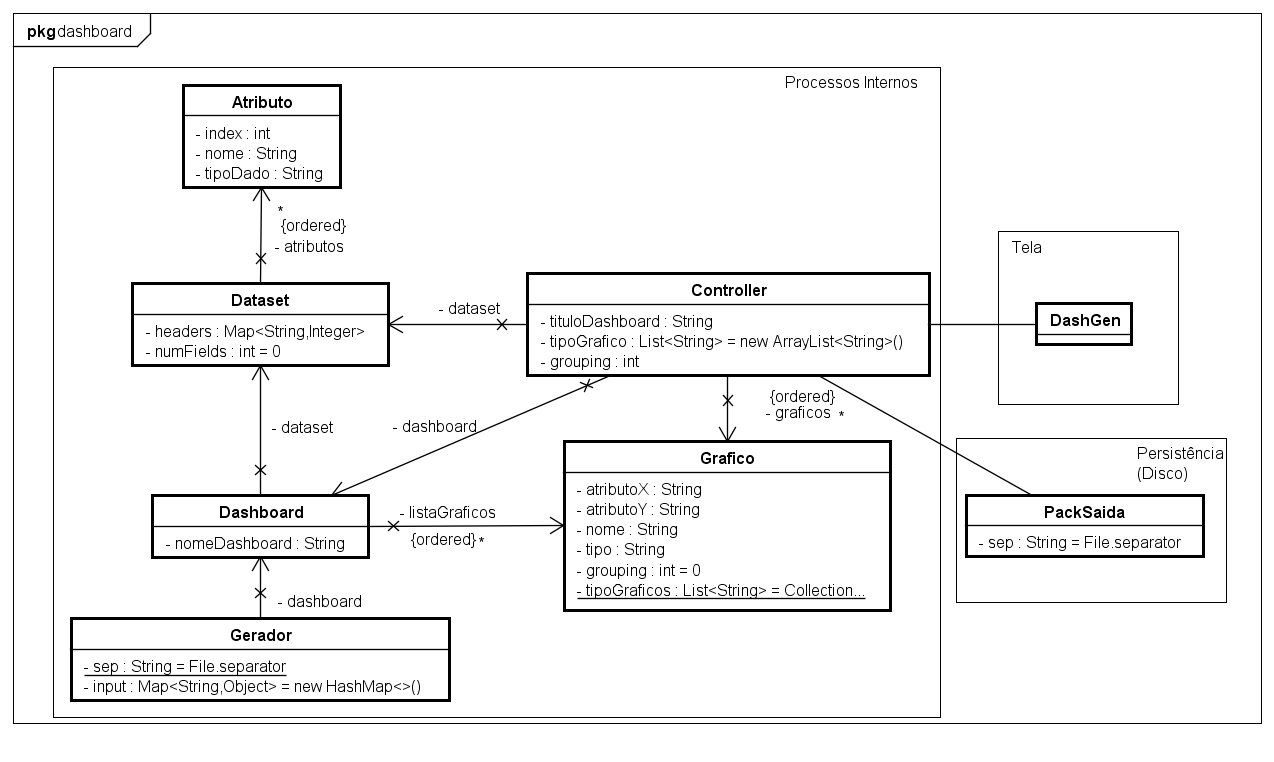 pkg dashboard
Processos Internos
Atributo
- index : int
- nome : String
- tipoDado : String
*
{ordered}
- atributos
Dataset
- headers : Map<String,Integer>
- numFields : int = 0
- dataset
Controller
- tituloDashboard : String
- tipoGrafico : List<String> = new ArrayList<String>()
- grouping : int
Tela
DashGen
- dataset
- dashboard
{ordered}
- graficos *
Grafico
- atributoX : String
- atributoY : String
- nome : String
- tipo : String
- grouping : int = 0
- tipoGraficos : List<String> = Collection...
Persistência
(Disco)
PackSaida
- sep : String = File.separator
Dashboard
- nomeDashboard : String
- listaGraficos
{ordered} *
- dashboard
Gerador
- sep : String = File.separator
- input : Map<String,Object> = new HashMap<>()